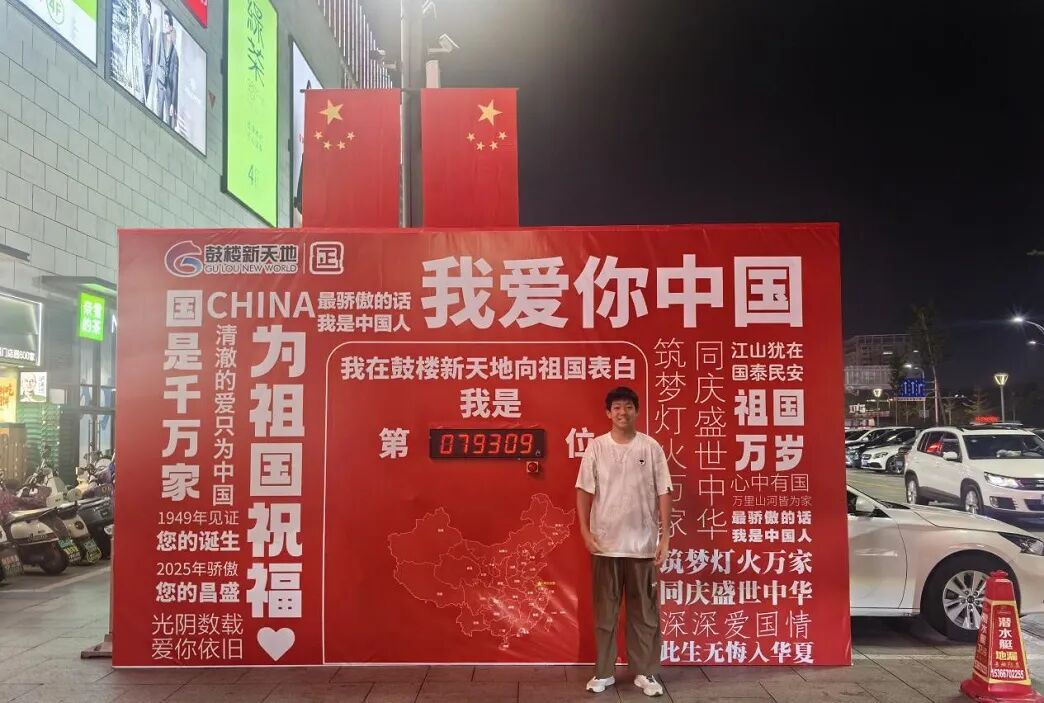 鼓楼新天地
GU LOU NEW WORLD
正
国是千万家
CHINA
清澈的爱只为中国
为祖国祝福
最骄傲的话
我是中国人
我爱你中国
1949年见证
您的诞生
2025年骄傲
您的昌盛
光阴数载
爱你依旧
我在鼓楼新天地向祖国表白
我是
第 079309 位
筑梦灯火万家
同庆盛世中华
江山犹在
国泰民安
祖国
万岁
心中有国
万里山河皆为家
最骄傲的话
我是中国人
筑梦灯火万家
同庆盛世中华
深深爱国情
此生无悔入华夏
4F
潜水艇
地漏
15366702255